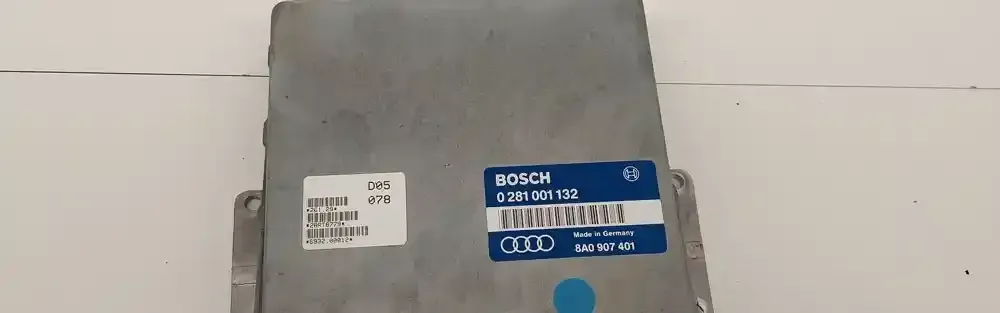 D05
078
BOSCH
0 281 001 132
Made in Germany
8A0 907 401